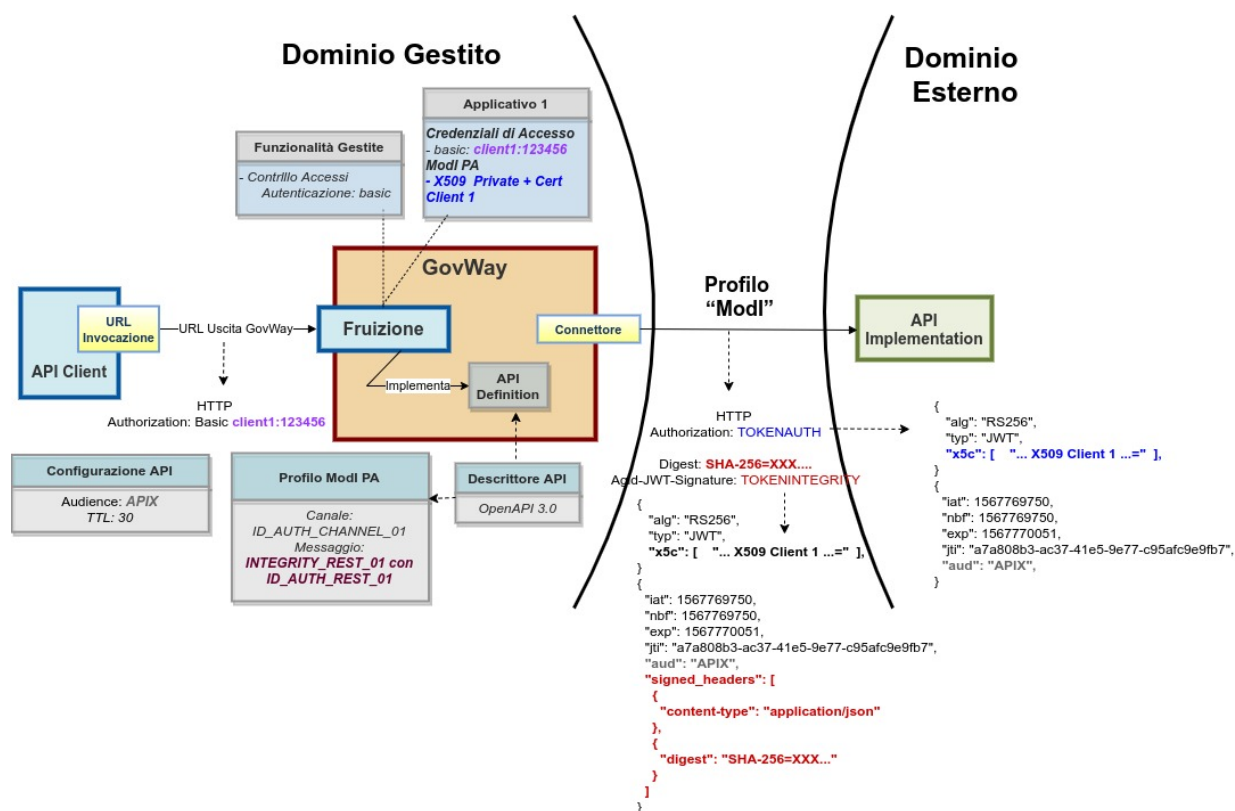 Dominio Gestito
Dominio
Esterno
Applicativo 1
Credenziali di Accesso
- basic: client1:123456
ModI PA
- X509 Private + Cert
Client 1
Funzionalità Gestite
- Contrlllo Accessi
Autenticazione: basic
GovWay
Profilo
“ModI”
URL
Invocazione
API Client
URL Uscita GovWay
Fruizione
Connettore
API
Implementation
Implementa
API
Definition
HTTP
Authorization: Basic client1:123456
HTTP
Authorization: TOKENAUTH
Digest: SHA-256=XXX....
Agid-JWT-Signature: TOKENINTEGRITY
{
"alg": "RS256",
"typ": "JWT",
"x5c": [ "... X509 Client 1 ...=" ],
}
{
"iat": 1567769750,
"nbf": 1567769750,
"exp": 1567770051,
"jti": "a7a808b3-ac37-41e5-9e77-c95afc9e9fb7",
"aud": "APIX",
}
Configurazione API
Audience: APIX
TTL: 30
Profilo ModI PA
Canale:
ID_AUTH_CHANNEL_01
Messaggio:
INTEGRITY_REST_01 con
ID_AUTH_REST_01
Descrittore API
OpenAPI 3.0
{
"alg": "RS256",
"typ": "JWT",
"x5c": [ "... X509 Client 1 ...=" ],
}
{
"iat": 1567769750,
"nbf": 1567769750,
"exp": 1567770051,
"jti": "a7a808b3-ac37-41e5-9e77-c95afc9e9fb7",
"aud": "APIX",
"signed_headers": [
{
"content-type": "application/json"
},
{
"digest": "SHA-256=XXX..."
}
]
}